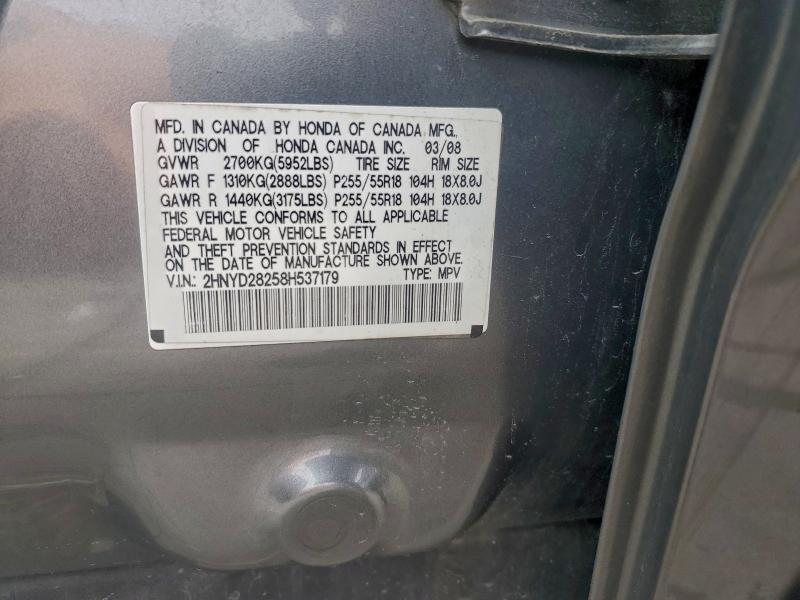 MFD. IN CANADA BY HONDA OF CANADA MFG.,
A DIVISION OF HONDA CANADA INC. 03/08
GVWR 2700KG(5952LBS) TIRE SIZE RIM SIZE
GAWR F 1310KG(2888LBS) P255/55R18 104H 18X8.0J
GAWR R 1440KG(3175LBS) P255/55R18 104H 18X8.0J
THIS VEHICLE CONFORMS TO ALL APPLICABLE
FEDERAL MOTOR VEHICLE SAFETY
AND THEFT PREVENTION STANDARDS IN EFFECT
ON THE DATE OF MANUFACTURE SHOWN ABOVE.
V.I.N.: 2HNYD28258H537179 TYPE: MPV